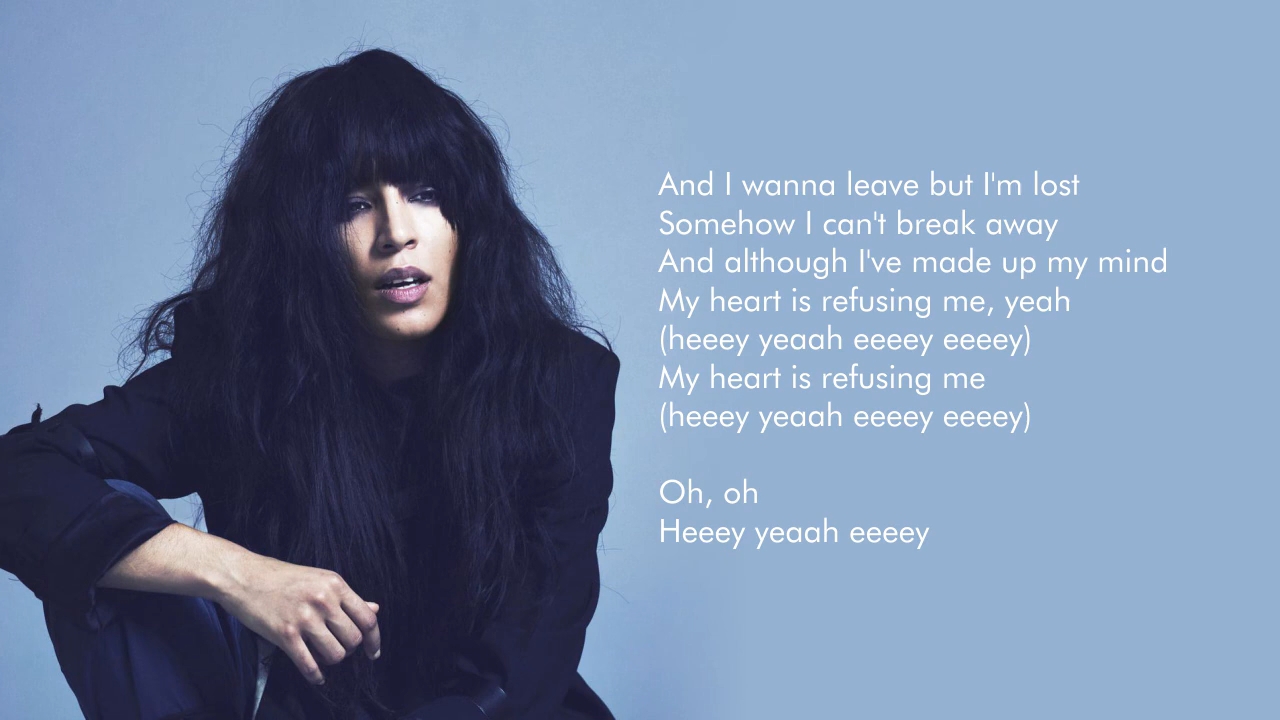 And I wanna leave but I'm lost
Somehow I can't break away
And although I've made up my mind
My heart is refusing me, yeah
(heeey yeaah eeeey eeeey)
My heart is refusing me
(heeey yeaah eeeey eeeey)
Oh, oh
Heeey yeaah eeeey